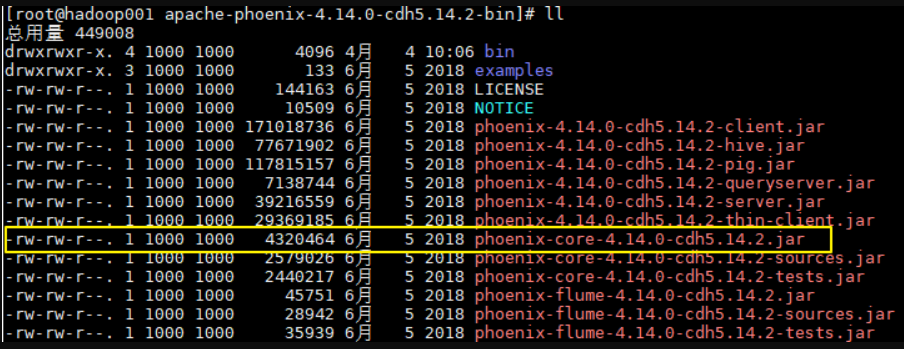 [root@hadoop001 apache-phoenix-4.14.0-cdh5.14.2-bin]# ll
总用量 449008
drwxrwxr-x. 4 1000 1000      4096 4月   4 10:06 bin
drwxrwxr-x. 3 1000 1000       133 6月   5 2018 examples
-rw-rw-r--. 1 1000 1000    144163 6月   5 2018 LICENSE
-rw-rw-r--. 1 1000 1000     10509 6月   5 2018 NOTICE
-rw-rw-r--. 1 1000 1000 171018736 6月   5 2018 phoenix-4.14.0-cdh5.14.2-client.jar
-rw-rw-r--. 1 1000 1000  77671902 6月   5 2018 phoenix-4.14.0-cdh5.14.2-hive.jar
-rw-rw-r--. 1 1000 1000 117815157 6月   5 2018 phoenix-4.14.0-cdh5.14.2-pig.jar
-rw-rw-r--. 1 1000 1000   7138744 6月   5 2018 phoenix-4.14.0-cdh5.14.2-queryserver.jar
-rw-rw-r--. 1 1000 1000  39216559 6月   5 2018 phoenix-4.14.0-cdh5.14.2-server.jar
-rw-rw-r--. 1 1000 1000  29369185 6月   5 2018 phoenix-4.14.0-cdh5.14.2-thin-client.jar
-rw-rw-r--. 1 1000 1000   4320464 6月   5 2018 phoenix-core-4.14.0-cdh5.14.2.jar
-rw-rw-r--. 1 1000 1000   2579026 6月   5 2018 phoenix-core-4.14.0-cdh5.14.2-sources.jar
-rw-rw-r--. 1 1000 1000   2440217 6月   5 2018 phoenix-core-4.14.0-cdh5.14.2-tests.jar
-rw-rw-r--. 1 1000 1000     45751 6月   5 2018 phoenix-flume-4.14.0-cdh5.14.2.jar
-rw-rw-r--. 1 1000 1000     28942 6月   5 2018 phoenix-flume-4.14.0-cdh5.14.2-sources.jar
-rw-rw-r--. 1 1000 1000     35939 6月   5 2018 phoenix-flume-4.14.0-cdh5.14.2-tests.jar